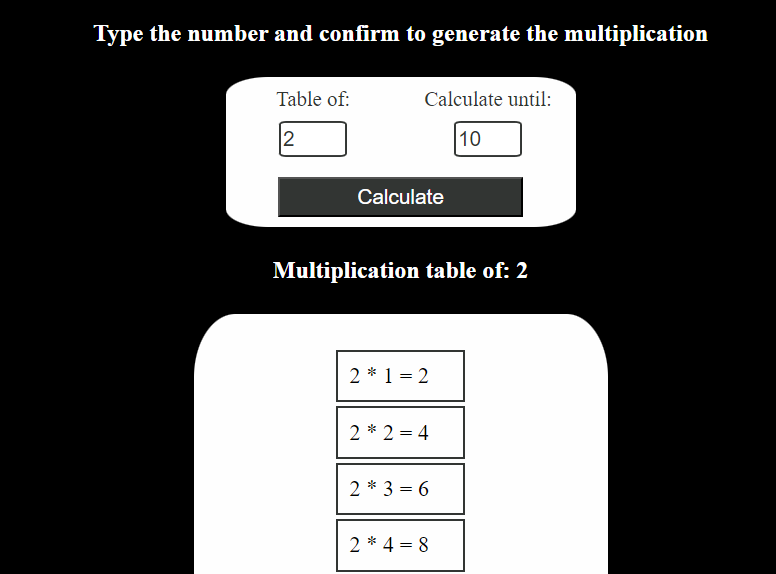 Type the number and confirm to generate the multiplication
Table of: Calculate until:
2 10
Calculate
Multiplication table of: 2
2 * 1 = 2
2 * 2 = 4
2 * 3 = 6
2 * 4 = 8